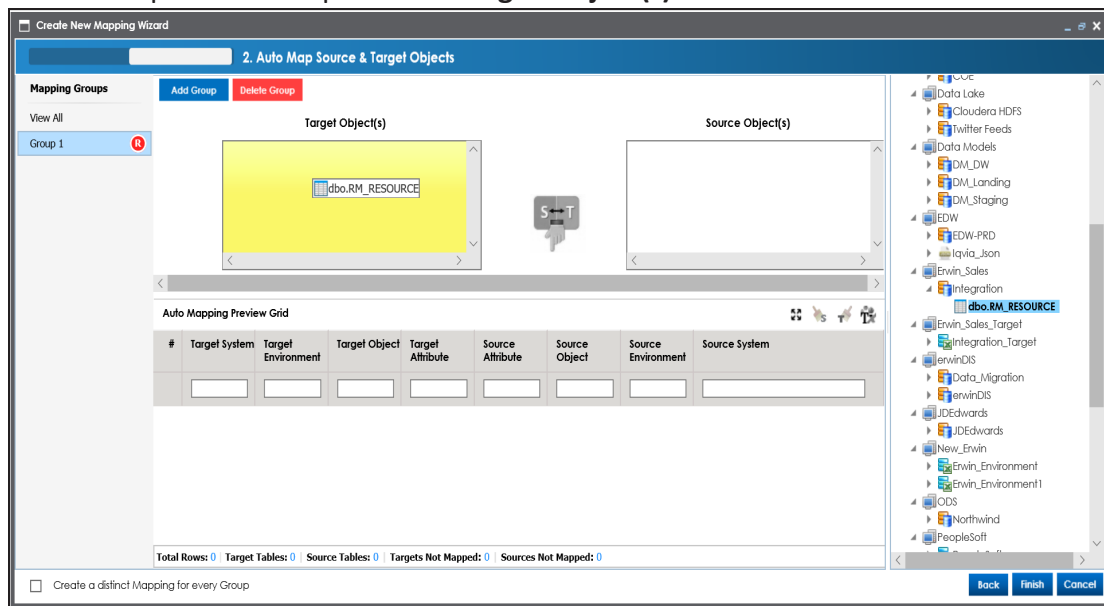 Create New Mapping Wizard
2. Auto Map Source & Target Objects
Mapping Groups
View All
Group 1
R
Add Group
Delete Group
Target Object(s)
Source Object(s)
dbo.RM_RESOURCE
S T
Auto Mapping Preview Grid
# Target System Target Environment Target Object Target Attribute Source Attribute Source Object Source Environment Source System
Total Rows: 0 Target Tables: 0 Source Tables: 0 Targets Not Mapped: 0 Sources Not Mapped: 0
COE
Data Lake
Cloudera HDFS
Twitter Feeds
Data Models
DM_DW
DM_Landing
DM_Staging
EDW
EDW-PRD
Iqvia_Json
Erwin_Sales
Integration
dbo.RM_RESOURCE
Erwin_Sales_Target
Integration_Target
erwinDIS
Data_Migration
erwinDIS
JDEdwards
JDEdwards
New_Erwin
Erwin_Environment
Erwin_Environment1
ODS
Northwind
PeopleSoft
Create a distinct Mapping for every Group
Back
Finish
Cancel